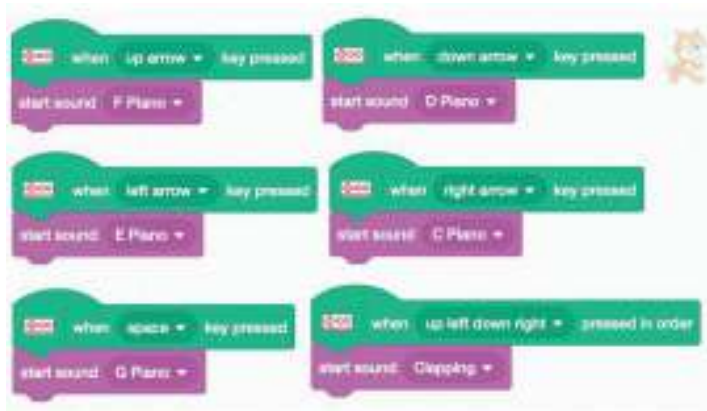 when up arrow key pressed
start sound F Piano
when down arrow key pressed
start sound D Piano
when left arrow key pressed
start sound E Piano
when right arrow key pressed
start sound C Piano
when space key pressed
start sound G Piano
when up left down right pressed in order
start sound Clapping